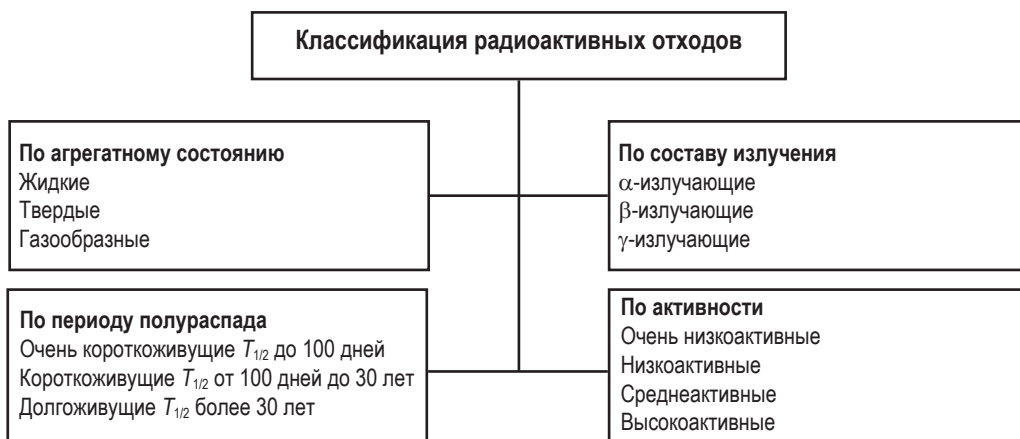 Классификация радиоактивных отходов
По агрегатному состоянию
Жидкие
Твердые
Газообразные
По составу излучения
α-излучающие
β-излучающие
γ-излучающие
По периоду полураспада
Очень короткоживущие T1/2 до 100 дней
Короткоживущие T1/2 от 100 дней до 30 лет
Долгоживущие T1/2 более 30 лет
По активности
Очень низкоактивные
Низкоактивные
Среднеактивные
Высокоактивные